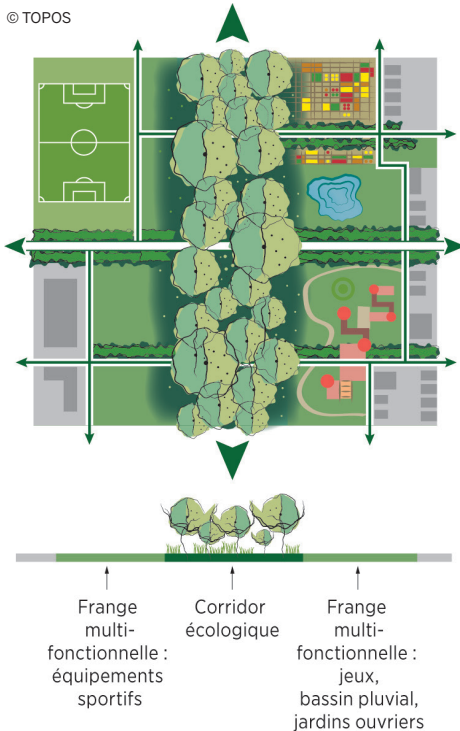 © TOPOS
Frange
multi-
fonctionnelle :
équipements
sportifs
Corridor
écologique
Frange
multi-
fonctionnelle :
jeux,
bassin pluvial,
jardins ouvriers